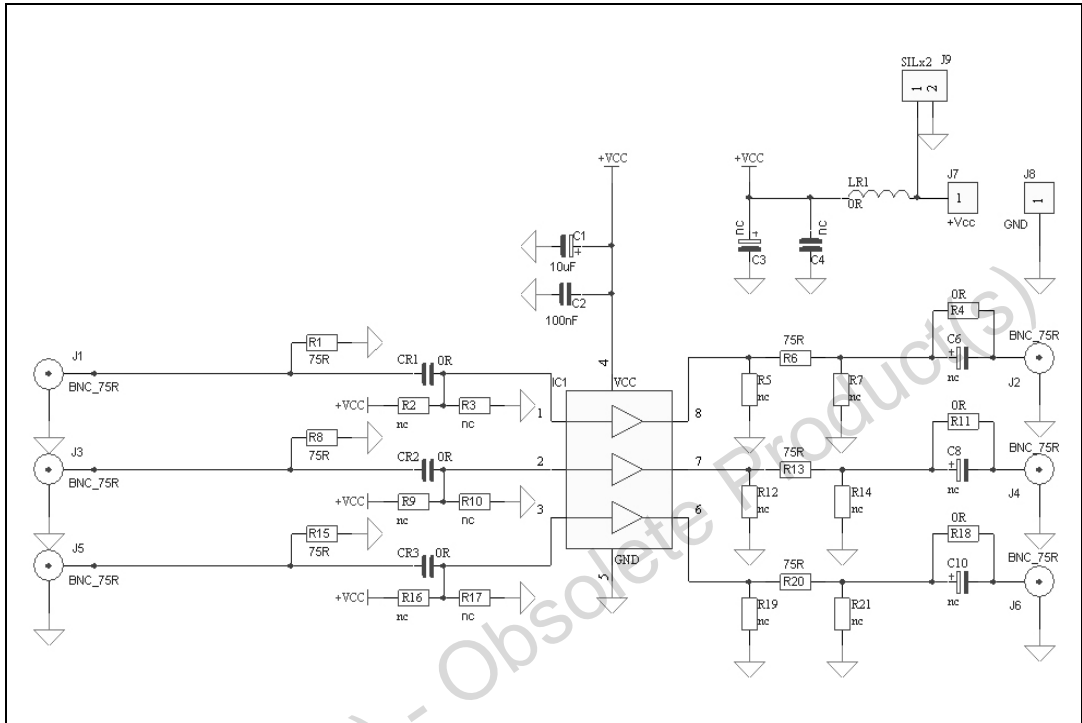 SILx2 J9
1 2
+VCC
+VCC
LR1
0R
J7
1
+Vcc
J8
1
GND
nc
+
C3
nc
C4
C1
+
10uF
C2
100nF
R1
75R
J1
BNC_75R
CR1 0R
+VCC R2 R3
nc nc
1
IC1
4
VCC
8
75R
R6
R5
nc
R7
nc
0R
R4
C6
+
nc
BNC_75R
J2
R8
75R
J3
BNC_75R
CR2 0R
2
+VCC R9 R10
nc nc
3
7
75R
R13
R12
nc
R14
nc
0R
R11
C8
+
nc
BNC_75R
J4
R15
75R
J5
BNC_75R
CR3 0R
+VCC R16 R17
nc nc
6
GND
5
75R
R20
R19
nc
R21
nc
0R
R18
C10
+
nc
BNC_75R
J6
) - Obsolete Product(s)